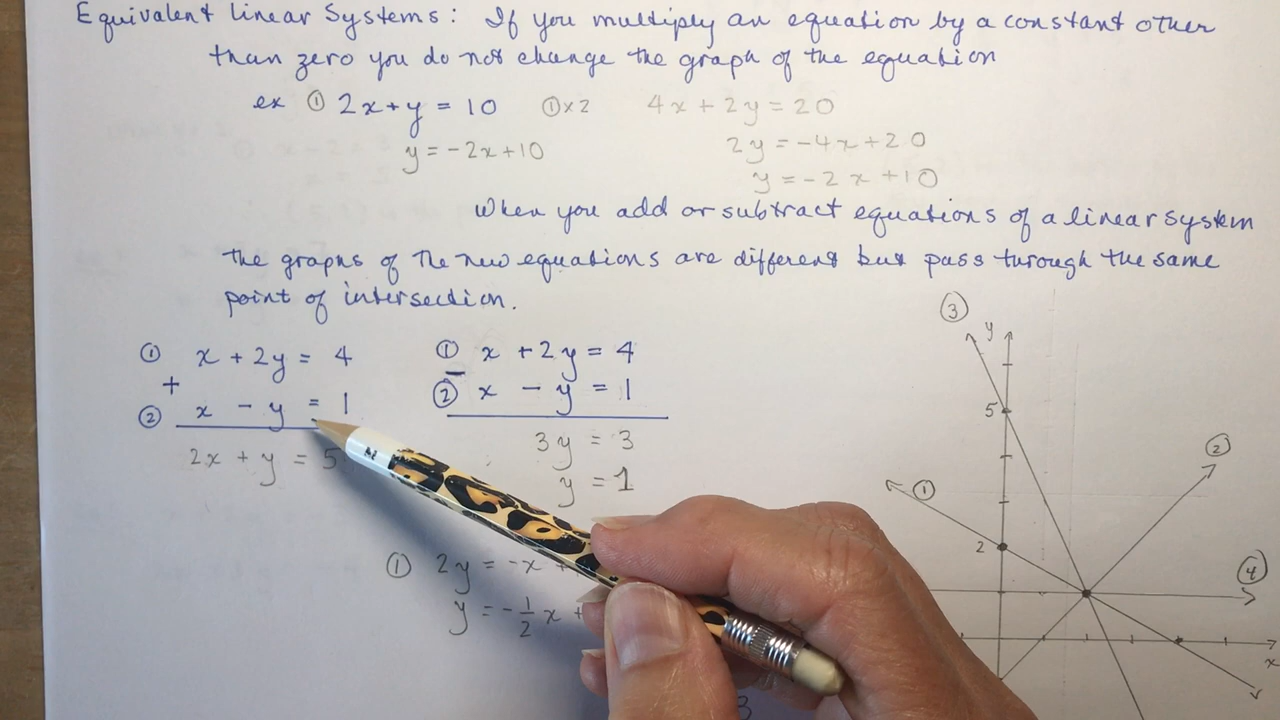 Equivalent Linear Systems: If you multiply an equation by a constant other
than zero you do not change the graph of the equation
ex ① 2x+y = 10 ①×2 4x + 2y = 20
y = -2x+10 2y = -4x+20
y = -2x +10
When you add or subtract equations of a linear system
the graphs of the new equations are different but pass through the same
point of intersection.
① x + 2y = 4
+
② x - y = 1
2x + y = 5
① x + 2y = 4
-
② x - y = 1
3y = 3
y = 1
① 2y = -x +
y = -1/2 x +
3
③
y
5
②
①
2
④
x